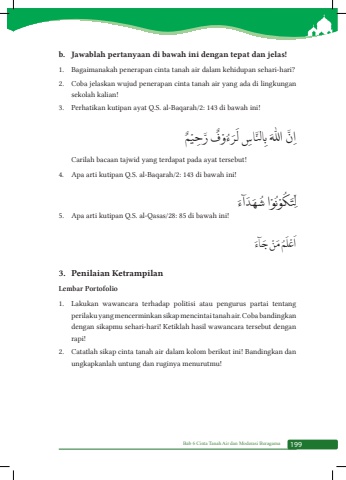 b. Jawablah pertanyaan di bawah ini dengan tepat dan jelas!
1. Bagaimanakah penerapan cinta tanah air dalam kehidupan sehari-hari?
2. Coba jelaskan wujud penerapan cinta tanah air yang ada di lingkungan
sekolah kalian!
3. Perhatikan kutipan ayat Q.S. al-Baqarah/2: 143 di bawah ini!
اِنَّ اللّٰهَ بِالنَّاسِ لَرَءُوْفٌ رَّحِيْمٌ
Carilah bacaan tajwid yang terdapat pada ayat tersebut!
4. Apa arti kutipan Q.S. al-Baqarah/2: 143 di bawah ini!
لِّتَكُوْنُوْا شُهَدَاۤءَ
5. Apa arti kutipan Q.S. al-Qasas/28: 85 di bawah ini!
اَعْلَمُ مَنْ جَاۤءَ
3. Penilaian Ketrampilan
Lembar Portofolio
1. Lakukan wawancara terhadap politisi atau pengurus partai tentang
perilaku yang mencerminkan sikap mencintai tanah air. Coba bandingkan
dengan sikapmu sehari-hari! Ketiklah hasil wawancara tersebut dengan
rapi!
2. Catatlah sikap cinta tanah air dalam kolom berikut ini! Bandingkan dan
ungkapkanlah untung dan ruginya menurutmu!
Bab 8 Cinta Tanah Air dan Moderasi Beragama 199